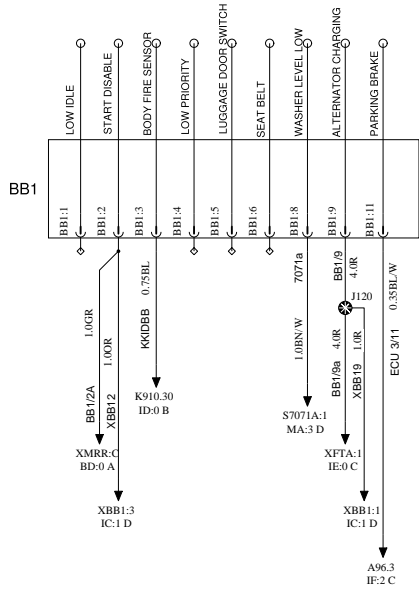 LOW IDLE
START DISABLE
BODY FIRE SENSOR
LOW PRIORITY
LUGGAGE DOOR SWITCH
SEAT BELT
WASHER LEVEL LOW
ALTERNATOR CHARGING
PARKING BRAKE
BB1
BB1:1
BB1:2
BB1:3
BB1:4
BB1:5
BB1:6
BB1:8
BB1:9
BB1:11
1.0GR
BB1/2A
1.0OR
XBB12
0.75BL
KKIDBB
7071a
1.0BN/W
BB1/9
4.0R
J120
4.0R
BB1/9a
1.0R
XBB19
0.35BL/W
ECU 3/11
K910.30
ID:0 B
S7071A:1
MA:3 D
XMRR:C
BD:0 A
XFTA:1
IE:0 C
XBB1:3
IC:1 D
XBB1:1
IC:1 D
A96.3
IF:2 C